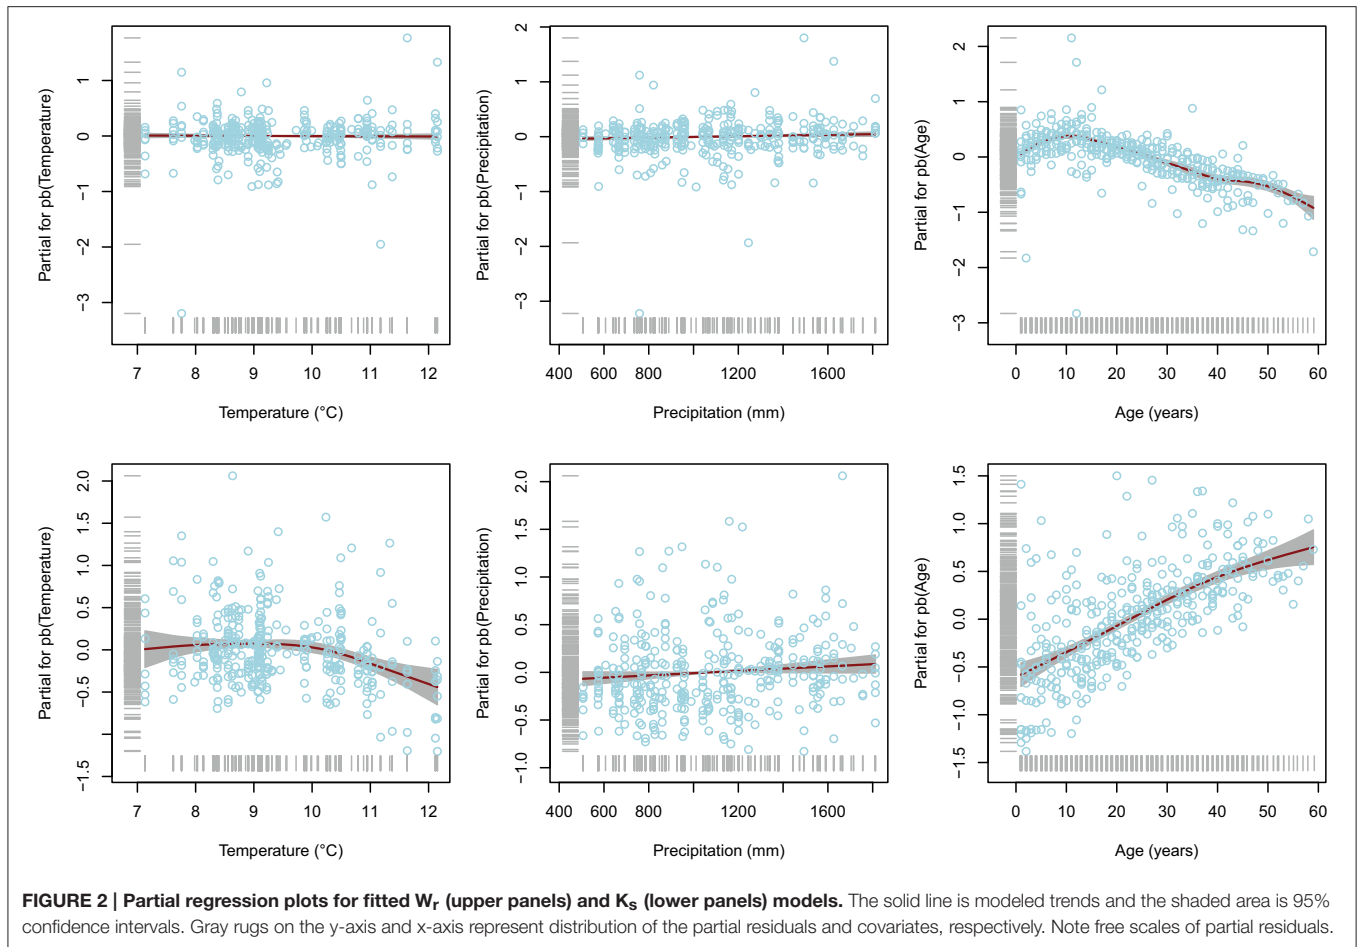 Partial for pb(Temperature)
1
0
−1
−2
−3
7 8 9 10 11 12
Temperature (°C)
Partial for pb(Precipitation)
2
1
0
−1
−2
−3
400 600 800 1200 1600
Precipitation (mm)
Partial for pb(Age)
2
1
0
−1
−2
−3
0 10 20 30 40 50 60
Age (years)
Partial for pb(Temperature)
2.0
1.5
1.0
0.5
0.0
−0.5
−1.5
7 8 9 10 11 12
Temperature (°C)
Partial for pb(Precipitation)
2.0
1.5
1.0
0.5
0.0
−0.5
−1.0
400 600 800 1200 1600
Precipitation (mm)
Partial for pb(Age)
1.5
1.0
0.5
0.0
−0.5
−1.0
−1.5
0 10 20 30 40 50 60
Age (years)
FIGURE 2 | Partial regression plots for fitted Wr (upper panels) and Ks (lower panels) models. The solid line is modeled trends and the shaded area is 95%
confidence intervals. Gray rugs on the y-axis and x-axis represent distribution of the partial residuals and covariates, respectively. Note free scales of partial residuals.